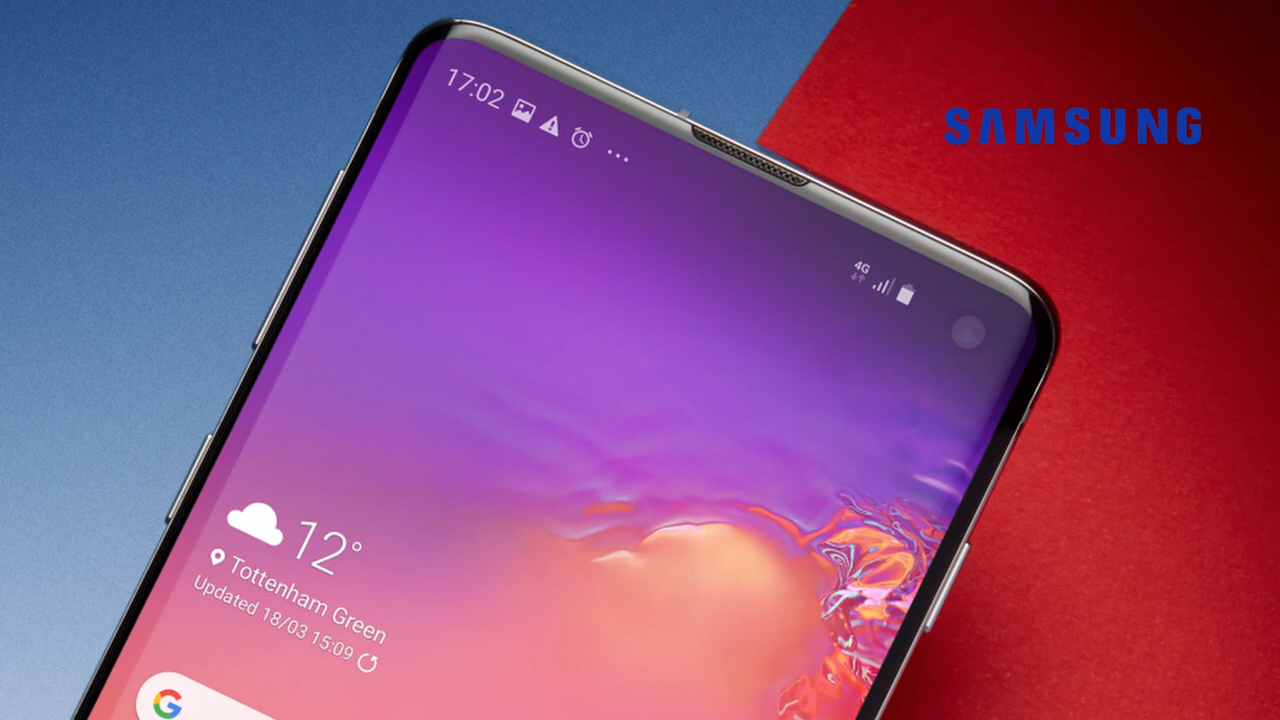 17:02
4G
SAMSUNG
12°
Tottenham Green
Updated 18/03 15:09
G